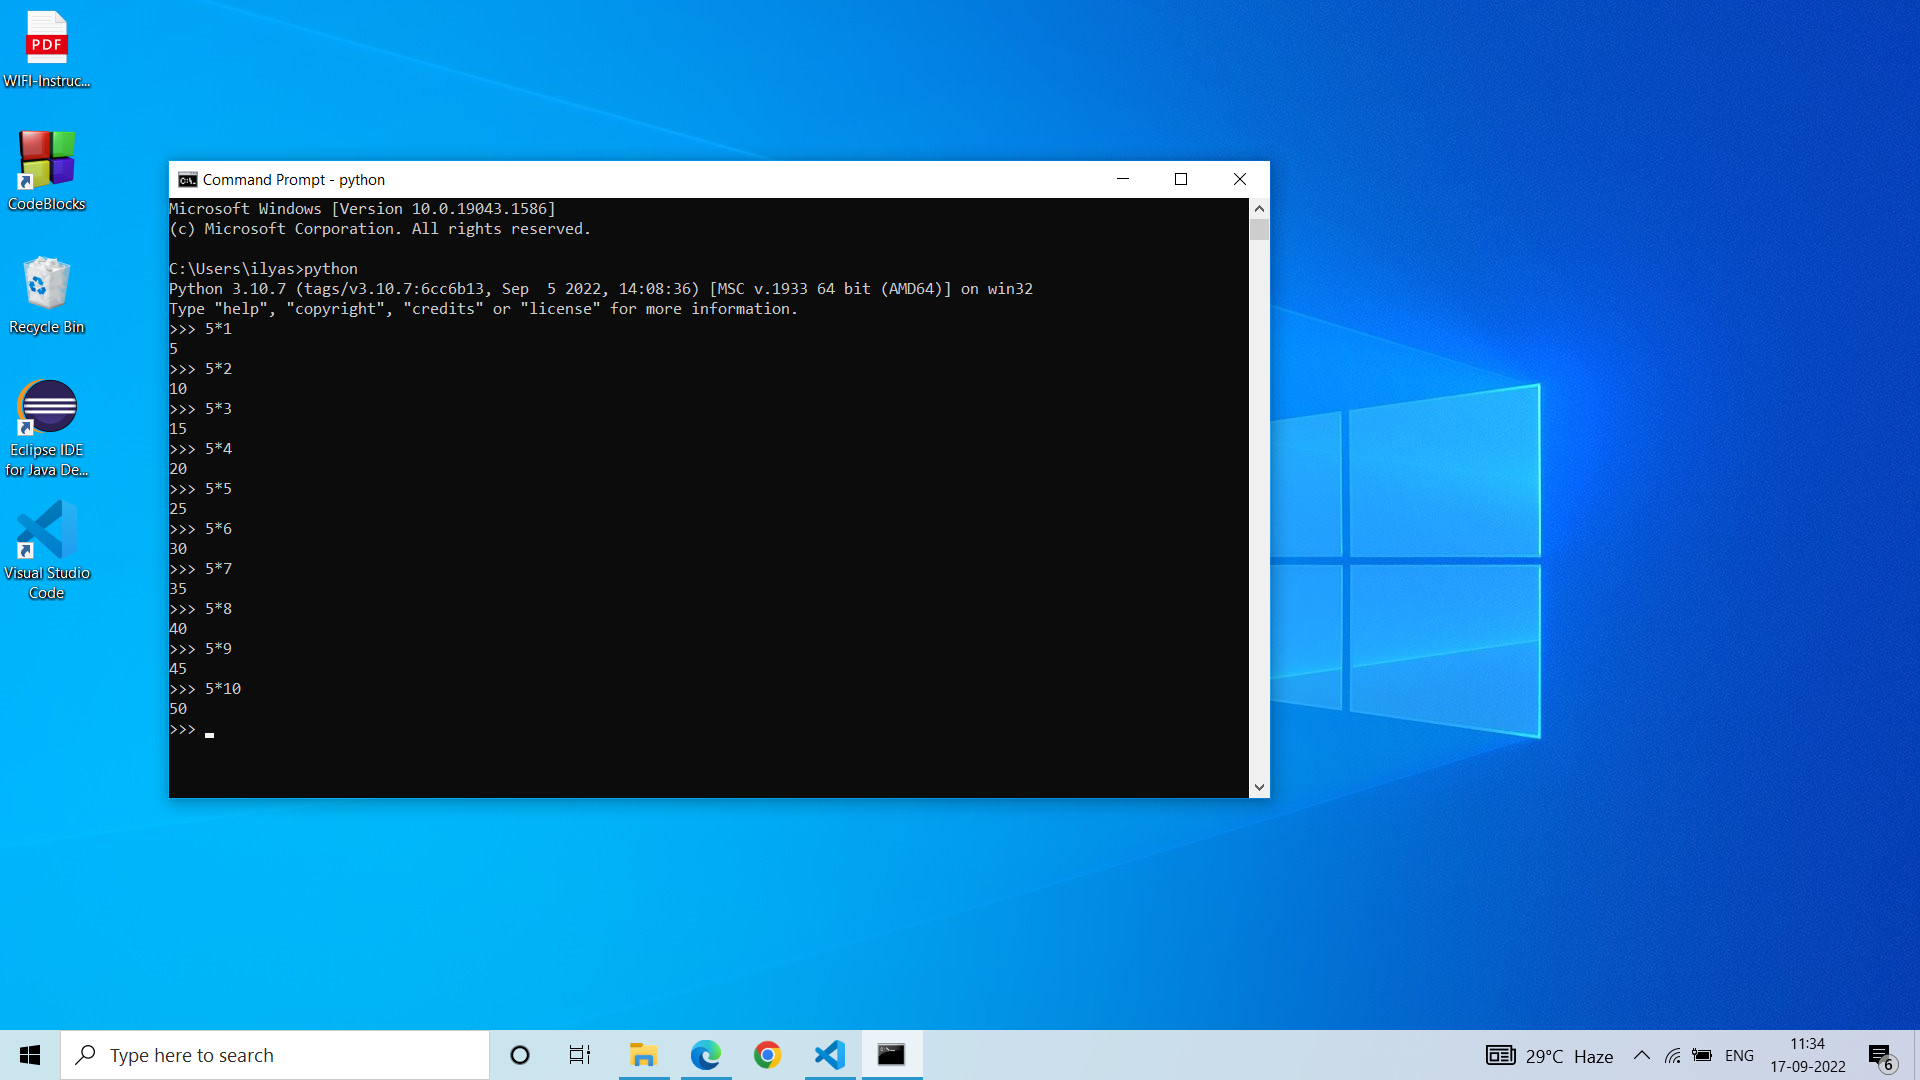 PDF
WIFI-Instruc...
CodeBlocks
Recycle Bin
Eclipse IDE
for Java De...
Visual Studio
Code
Command Prompt - python
Microsoft Windows [Version 10.0.19043.1586]
(c) Microsoft Corporation. All rights reserved.
C:\Users\ilyas>python
Python 3.10.7 (tags/v3.10.7:6cc6b13, Sep  5 2022, 14:08:36) [MSC v.1933 64 bit (AMD64)] on win32
Type "help", "copyright", "credits" or "license" for more information.
>>> 5*1
5
>>> 5*2
10
>>> 5*3
15
>>> 5*4
20
>>> 5*5
25
>>> 5*6
30
>>> 5*7
35
>>> 5*8
40
>>> 5*9
45
>>> 5*10
50
>>>
Type here to search
29°C Haze
ENG
11:34
17-09-2022
6